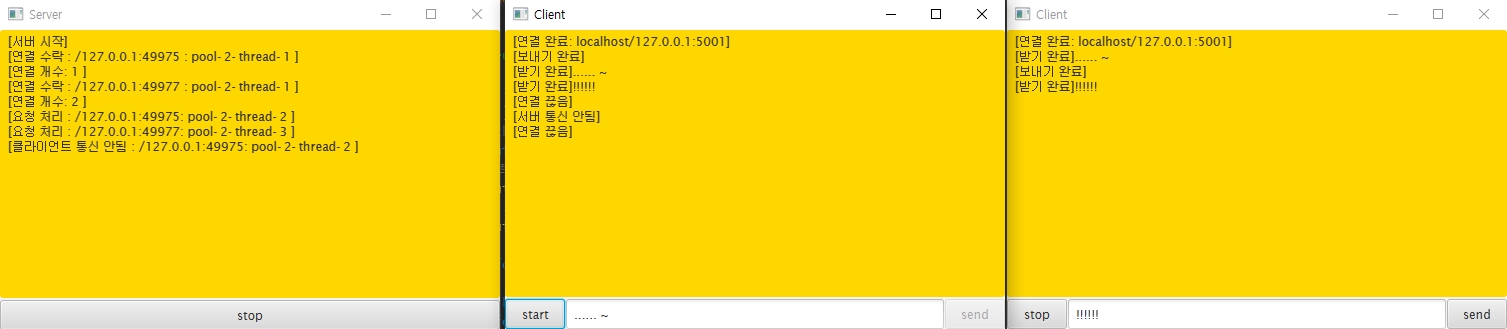 Server
[서버 시작]
[연결 수락 : /127.0.0.1:49975 : pool-2-thread-1 ]
[연결 개수: 1 ]
[연결 수락 : /127.0.0.1:49977 : pool-2-thread-1 ]
[연결 개수: 2 ]
[요청 처리 : /127.0.0.1:49975: pool-2-thread-2 ]
[요청 처리 : /127.0.0.1:49977: pool-2-thread-3 ]
[클라이언트 통신 안됨 : /127.0.0.1:49975: pool-2-thread-2 ]
stop
Client
[연결 완료: localhost/127.0.0.1:5001]
[보내기 완료]
[받기 완료]...... ~
[받기 완료]!!!!!!
[연결 끊음]
[서버 통신 안됨]
[연결 끊음]
start
...... ~
send
Client
[연결 완료: localhost/127.0.0.1:5001]
[받기 완료]...... ~
[보내기 완료]
[받기 완료]!!!!!!
stop
!!!!!!
send